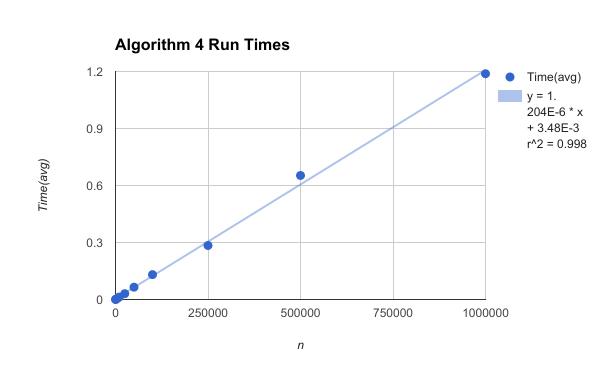 Algorithm 4 Run Times
1.2
0.9
0.6
0.3
0
Time(avg)
0
250000
500000
750000
1000000
n
Time(avg)
y = 1.
204E-6 * x
+ 3.48E-3
r^2 = 0.998